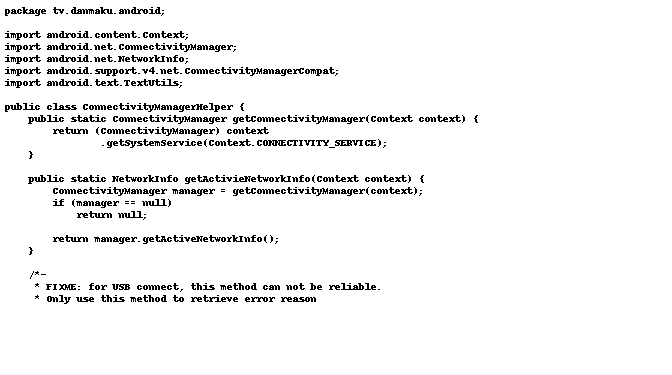 package tv.danmaku.android;

import android.content.Context;
import android.net.ConnectivityManager;
import android.net.NetworkInfo;
import android.support.v4.net.ConnectivityManagerCompat;
import android.text.TextUtils;

public class ConnectivityManagerHelper {
    public static ConnectivityManager getConnectivityManager(Context context) {
        return (ConnectivityManager) context
                .getSystemService(Context.CONNECTIVITY_SERVICE);
    }

    public static NetworkInfo getActivieNetworkInfo(Context context) {
        ConnectivityManager manager = getConnectivityManager(context);
        if (manager == null)
            return null;

        return manager.getActiveNetworkInfo();
    }

    /*-
     * FIXME: for USB connect, this method can not be reliable.
     * Only use this method to retrieve error reason